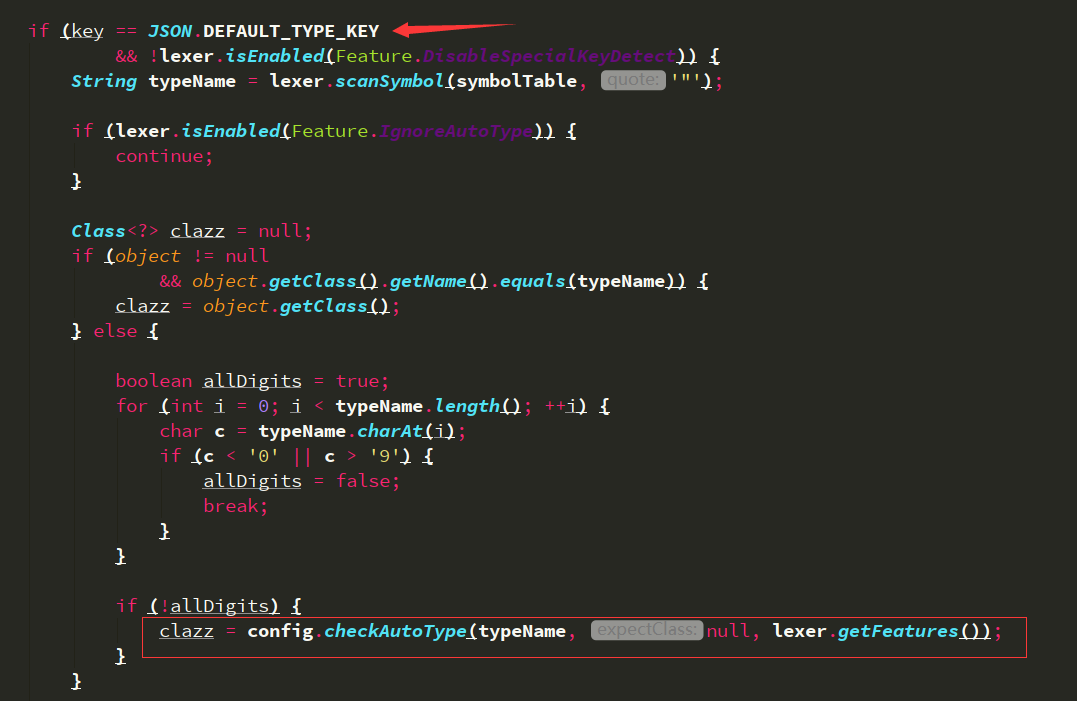 if (key == JSON.DEFAULT_TYPE_KEY
&& !lexer.isEnabled(Feature.DisableSpecialKeyDetect)) {
String typeName = lexer.scanSymbol(symbolTable, quote: '"');
if (lexer.isEnabled(Feature.IgnoreAutoType)) {
continue;
}
Class<?> clazz = null;
if (object != null
&& object.getClass().getName().equals(typeName)) {
clazz = object.getClass();
} else {
boolean allDigits = true;
for (int i = 0; i < typeName.length(); ++i) {
char c = typeName.charAt(i);
if (c < '0' || c > '9') {
allDigits = false;
break;
}
}
if (!allDigits) {
clazz = config.checkAutoType(typeName, expectClass: null, lexer.getFeatures());
}
}